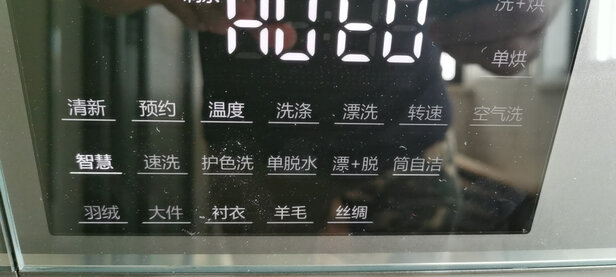 洗+烘
AUto
单烘
清新 预约 温度 洗涤 漂洗 转速 空气洗
智慧 速洗 护色洗 单脱水 漂+脱 筒自洁
羽绒 大件 衬衣 羊毛 丝绸